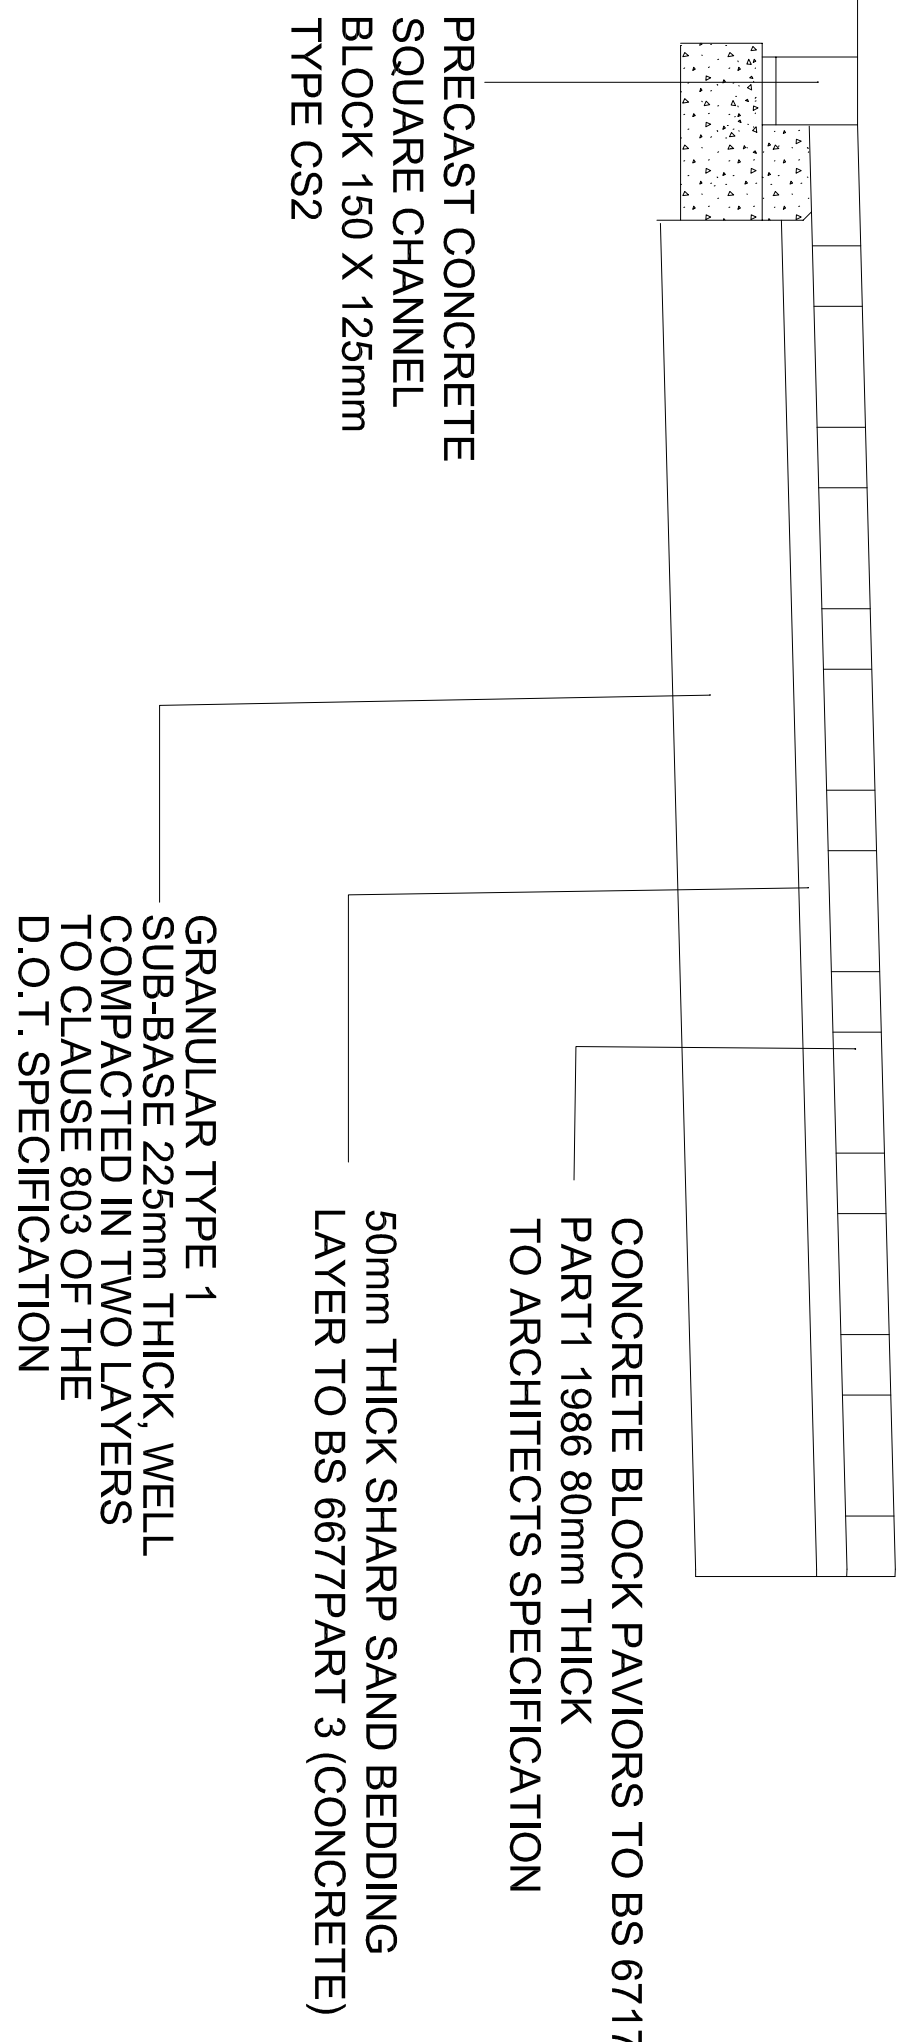 PRECAST CONCRETE
SQUARE CHANNEL
BLOCK 150 X 125mm
TYPE CS2
CONCRETE BLOCK PAVIORS TO BS 6717
PART1 1986 80mm THICK
TO ARCHITECTS SPECIFICATION
50mm THICK SHARP SAND BEDDING
LAYER TO BS 6677PART 3 (CONCRETE)
GRANULAR TYPE 1
SUB-BASE 225mm THICK, WELL
COMPACTED IN TWO LAYERS
TO CLAUSE 803 OF THE
D.O.T. SPECIFICATION